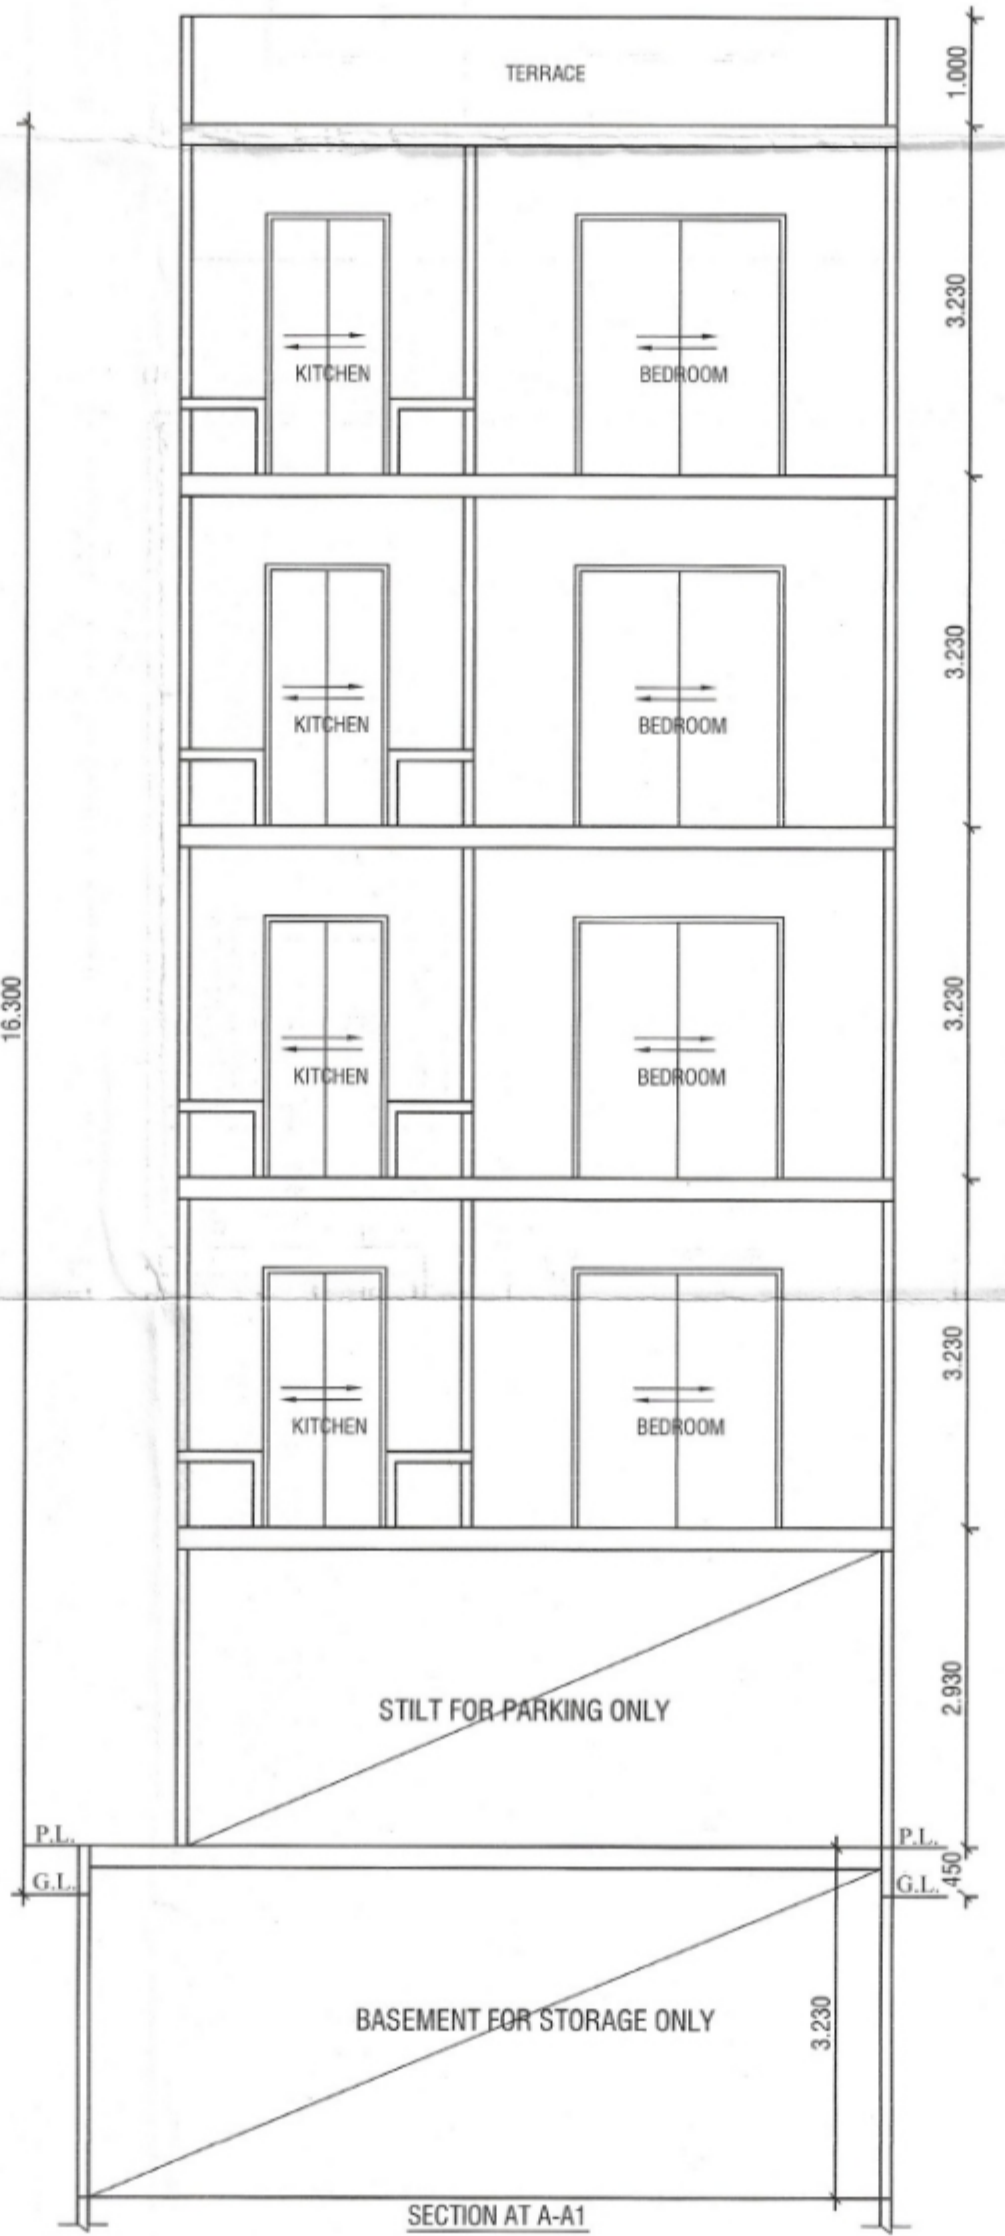 TERRACE
1.000
KITCHEN
BEDROOM
3.230
KITCHEN
BEDROOM
3.230
16.300
KITCHEN
BEDROOM
3.230
KITCHEN
BEDROOM
3.230
STILT FOR PARKING ONLY
2.930
P.L.
P.L.
G.L.
G.L.
.450
BASEMENT FOR STORAGE ONLY
3.230
SECTION AT A-A1